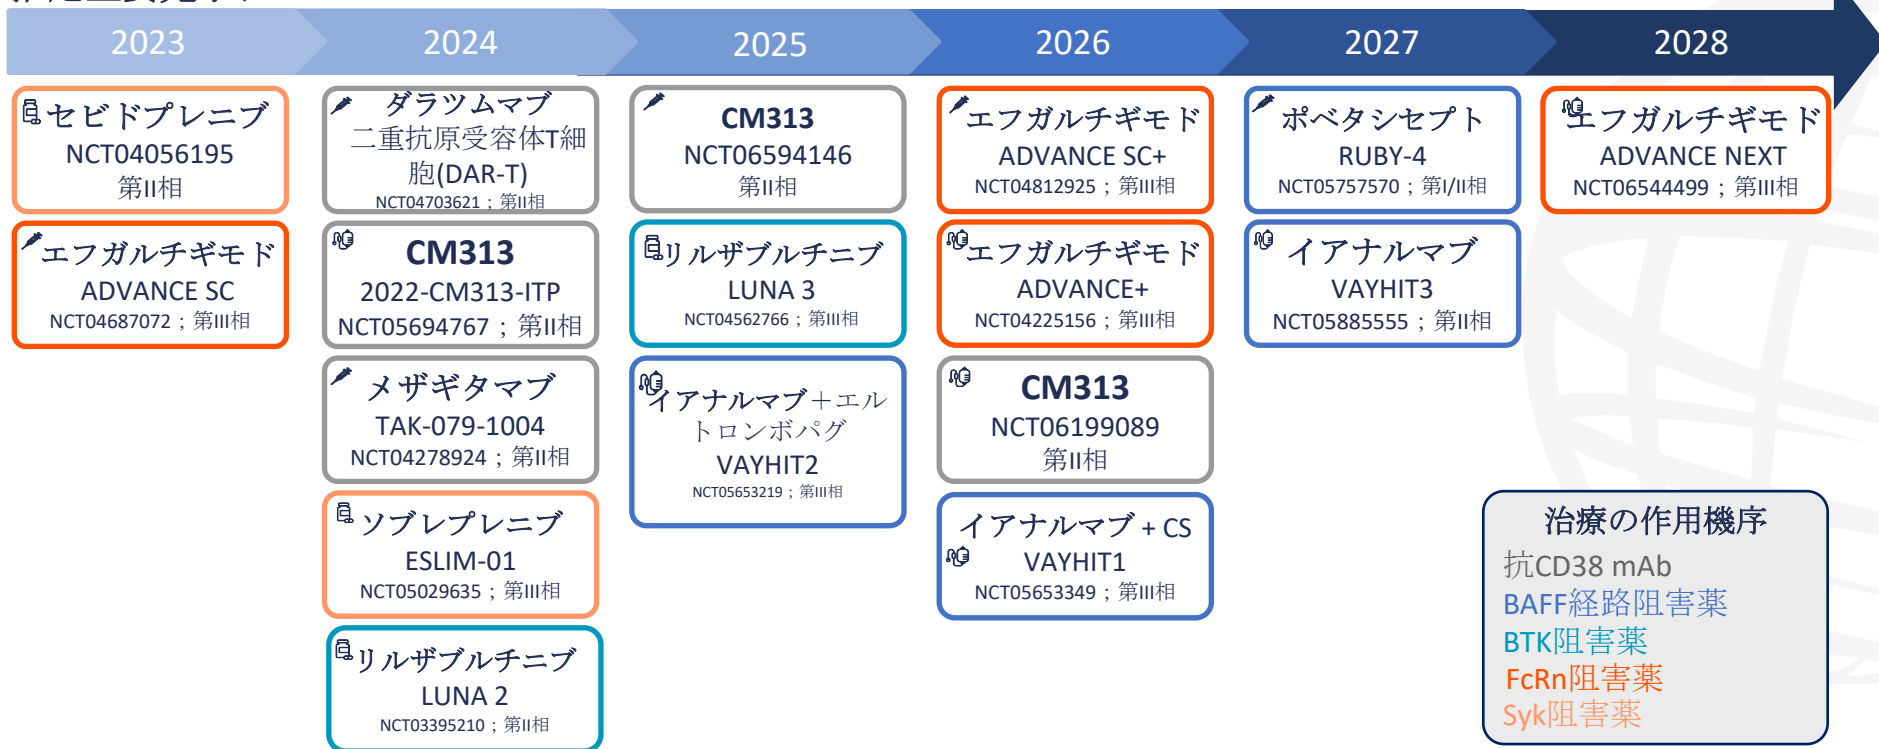 2023
2024
2025
2026
2027
2028
セビドプレニブ
NCT04056195
第II相
エフガルチギモド
ADVANCE SC
NCT04687072；第III相
ダラツムマブ
二重抗原受容体T細
胞(DAR-T)
NCT04703621；第II相
CM313
2022-CM313-ITP
NCT05694767；第II相
メザギタマブ
TAK-079-1004
NCT04278924；第II相
ソブレプレニブ
ESLIM-01
NCT05029635；第III相
リルザブルチニブ
LUNA 2
NCT03395210；第II相
CM313
NCT06594146
第II相
リルザブルチニブ
LUNA 3
NCT04562766；第III相
イアナルマブ＋エル
トロンボパグ
VAYHIT2
NCT05653219；第III相
エフガルチギモド
ADVANCE SC+
NCT04812925；第III相
エフガルチギモド
ADVANCE+
NCT04225156；第III相
CM313
NCT06199089
第II相
イアナルマブ + CS
VAYHIT1
NCT05653349；第III相
ポベタシセプト
RUBY-4
NCT05757570；第I/II相
イアナルマブ
VAYHIT3
NCT05885555；第II相
エフガルチギモド
ADVANCE NEXT
NCT06544499；第III相
治療の作用機序
抗CD38 mAb
BAFF経路阻害薬
BTK阻害薬
FcRn阻害薬
Syk阻害薬